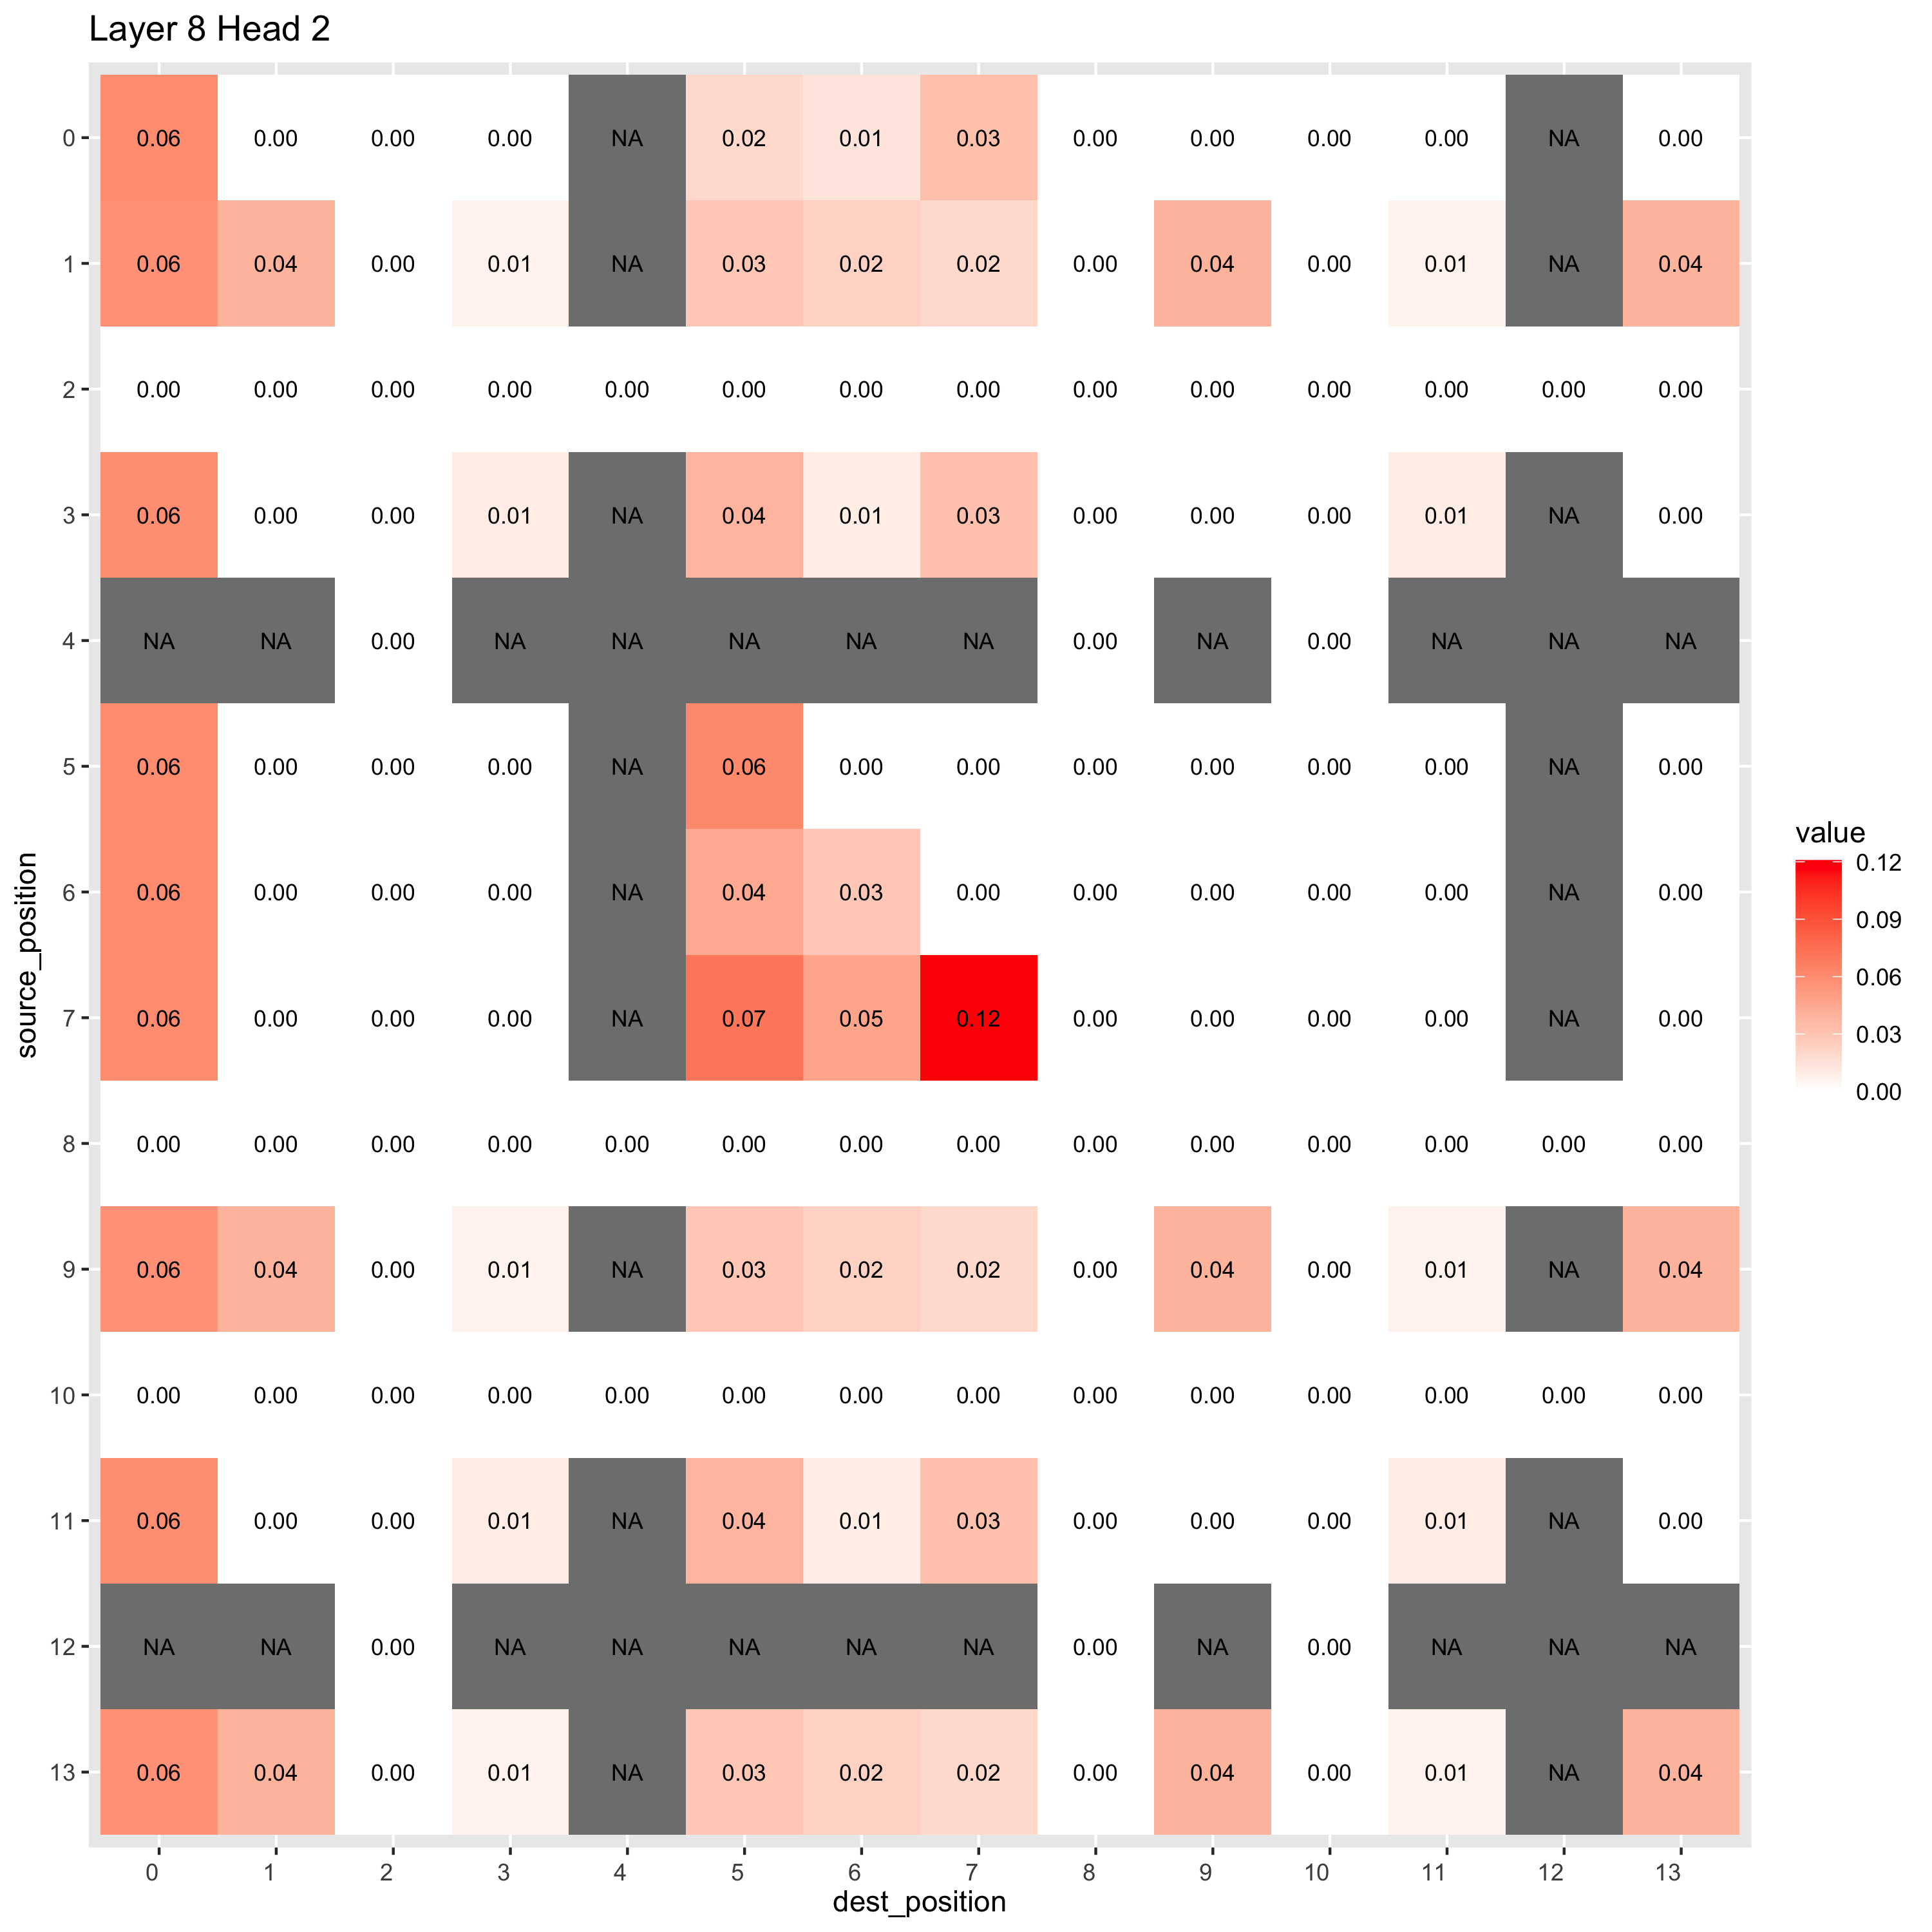 Layer 8 Head 2
0 0.06 0.00 0.00 0.00 NA 0.02 0.01 0.03 0.00 0.00 0.00 0.00 NA 0.00
1 0.06 0.04 0.00 0.01 NA 0.03 0.02 0.02 0.00 0.04 0.00 0.01 NA 0.04
2 0.00 0.00 0.00 0.00 0.00 0.00 0.00 0.00 0.00 0.00 0.00 0.00 0.00 0.00
3 0.06 0.00 0.00 0.01 NA 0.04 0.01 0.03 0.00 0.00 0.00 0.01 NA 0.00
4 NA NA 0.00 NA NA NA NA NA 0.00 NA 0.00 NA NA NA
5 0.06 0.00 0.00 0.00 NA 0.06 0.00 0.00 0.00 0.00 0.00 0.00 NA 0.00
6 0.06 0.00 0.00 0.00 NA 0.04 0.03 0.00 0.00 0.00 0.00 0.00 NA 0.00
7 0.06 0.00 0.00 0.00 NA 0.07 0.05 0.12 0.00 0.00 0.00 0.00 NA 0.00
8 0.00 0.00 0.00 0.00 0.00 0.00 0.00 0.00 0.00 0.00 0.00 0.00 0.00 0.00
9 0.06 0.04 0.00 0.01 NA 0.03 0.02 0.02 0.00 0.04 0.00 0.01 NA 0.04
10 0.00 0.00 0.00 0.00 0.00 0.00 0.00 0.00 0.00 0.00 0.00 0.00 0.00 0.00
11 0.06 0.00 0.00 0.01 NA 0.04 0.01 0.03 0.00 0.00 0.00 0.01 NA 0.00
12 NA NA 0.00 NA NA NA NA NA 0.00 NA 0.00 NA NA NA
13 0.06 0.04 0.00 0.01 NA 0.03 0.02 0.02 0.00 0.04 0.00 0.01 NA 0.04
0 1 2 3 4 5 6 7 8 9 10 11 12 13
dest_position
source_position
value
0.12
0.09
0.06
0.03
0.00